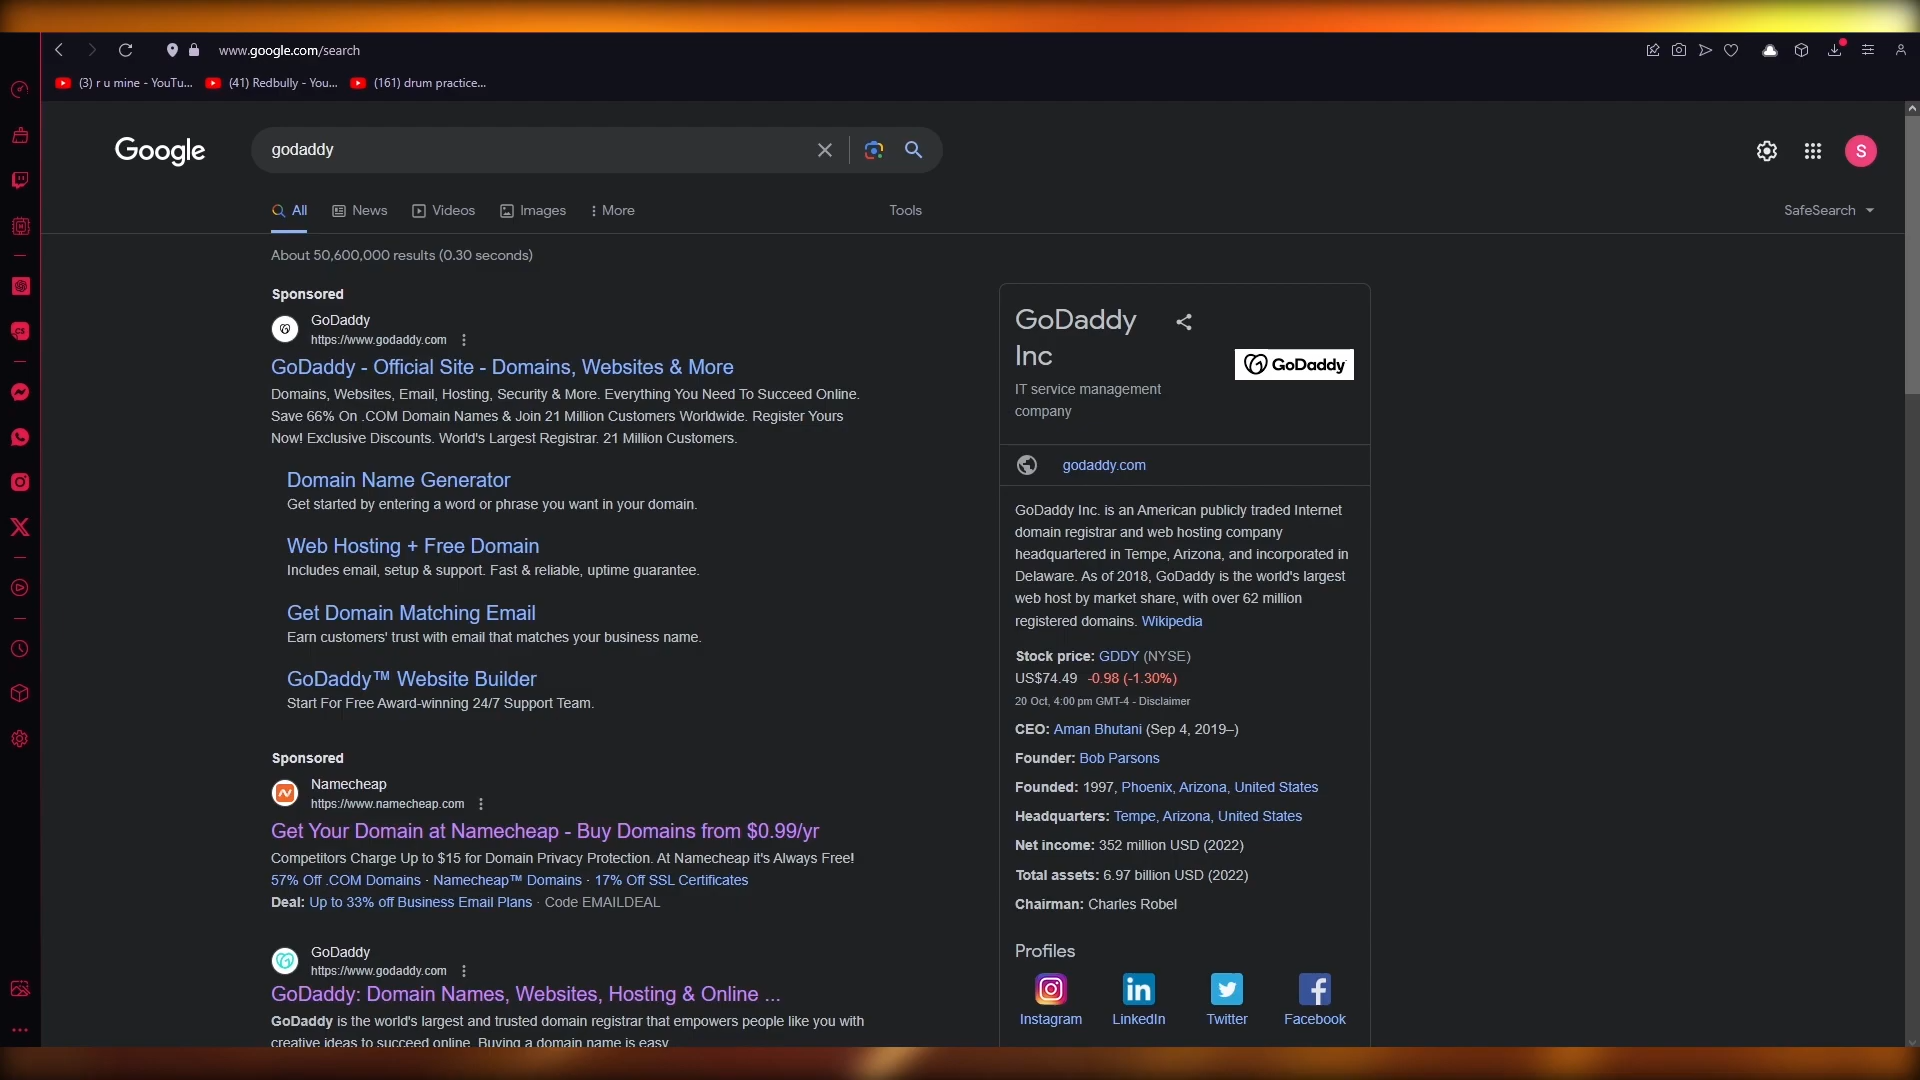 www.google.com/search
(3) r u mine - YouTu...
(41) Redbully - You...
(161) drum practice...
Google
godaddy
S
All
News
Videos
Images
More
Tools
SafeSearch
About 50,600,000 results (0.30 seconds)
Sponsored
GoDaddy
https://www.godaddy.com
GoDaddy - Official Site - Domains, Websites & More
Domains, Websites, Email, Hosting, Security & More. Everything You Need To Succeed Online.
Save 66% On .COM Domain Names & Join 21 Million Customers Worldwide. Register Yours
Now! Exclusive Discounts. World's Largest Registrar. 21 Million Customers.
Domain Name Generator
Get started by entering a word or phrase you want in your domain.
Web Hosting + Free Domain
Includes email, setup & support. Fast & reliable, uptime guarantee.
Get Domain Matching Email
Earn customers' trust with email that matches your business name.
GoDaddy™ Website Builder
Start For Free Award-winning 24/7 Support Team.
Sponsored
Namecheap
https://www.namecheap.com
Get Your Domain at Namecheap - Buy Domains from $0.99/yr
Competitors Charge Up to $15 for Domain Privacy Protection. At Namecheap it's Always Free!
57% Off .COM Domains · Namecheap™ Domains · 17% Off SSL Certificates
Deal: Up to 33% off Business Email Plans · Code EMAILDEAL
GoDaddy
https://www.godaddy.com
GoDaddy: Domain Names, Websites, Hosting & Online ...
GoDaddy is the world's largest and trusted domain registrar that empowers people like you with
creative ideas to succeed online. Buying a domain name is easy
GoDaddy
Inc
GoDaddy
IT service management
company
godaddy.com
GoDaddy Inc. is an American publicly traded Internet
domain registrar and web hosting company
headquartered in Tempe, Arizona, and incorporated in
Delaware. As of 2018, GoDaddy is the world's largest
web host by market share, with over 62 million
registered domains. Wikipedia
Stock price: GDDY (NYSE)
US$74.49 -0.98 (-1.30%)
20 Oct, 4:00 pm GMT-4 - Disclaimer
CEO: Aman Bhutani (Sep 4, 2019–)
Founder: Bob Parsons
Founded: 1997, Phoenix, Arizona, United States
Headquarters: Tempe, Arizona, United States
Net income: 352 million USD (2022)
Total assets: 6.97 billion USD (2022)
Chairman: Charles Robel
Profiles
Instagram
LinkedIn
Twitter
Facebook